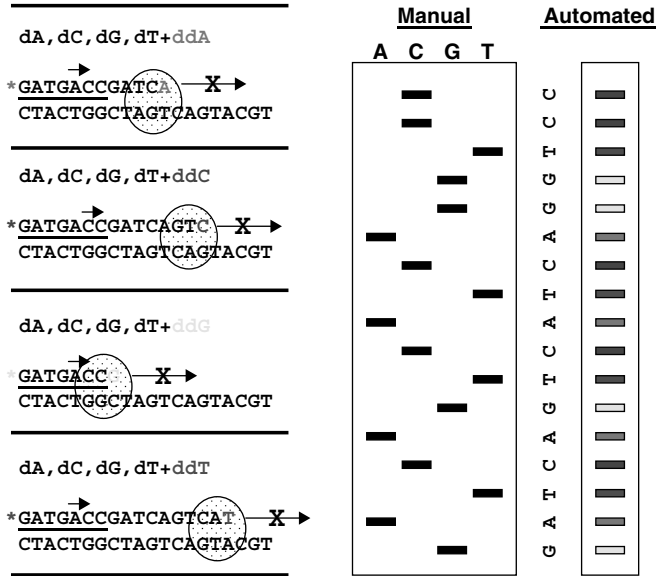 dA,dC,dG,dT+ddA
*GATGACCGATCA X
CTACTGGCTAGTCAGTACGT
dA,dC,dG,dT+ddC
*GATGACCGATCAGTC X
CTACTGGCTAGTCAGTACGT
dA,dC,dG,dT+ddG
*GATGACC X
CTACTGGCTAGTCAGTACGT
dA,dC,dG,dT+ddT
*GATGACCGATCAGTCAT X
CTACTGGCTAGTCAGTACGT
Manual
A C G T
Automated
C
C
T
G
G
A
C
T
A
C
T
G
A
C
T
A
G